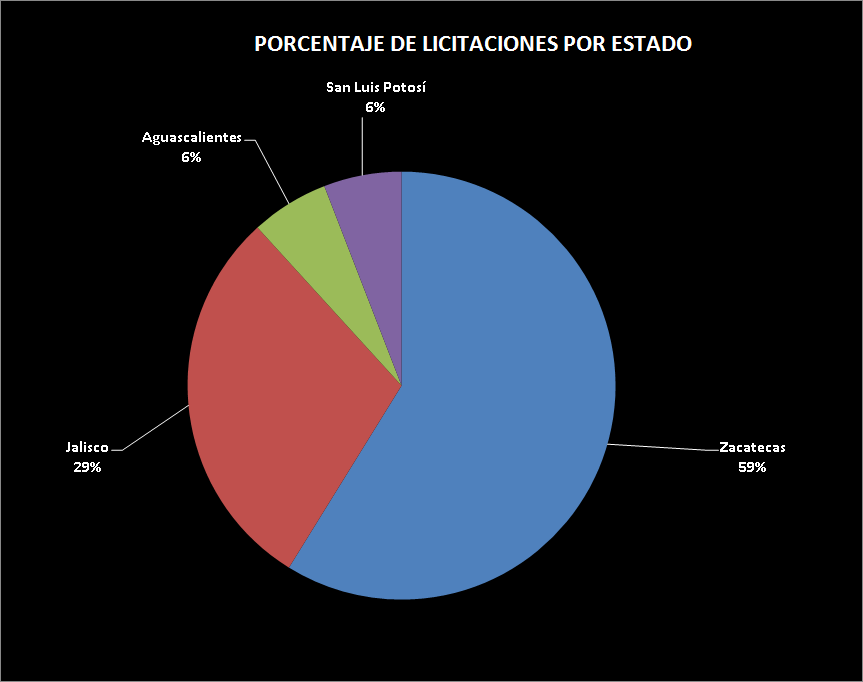 PORCENTAJE DE LICITACIONES POR ESTADO
San Luis Potosí
6%
Aguascalientes
6%
Jalisco
29%
Zacatecas
59%